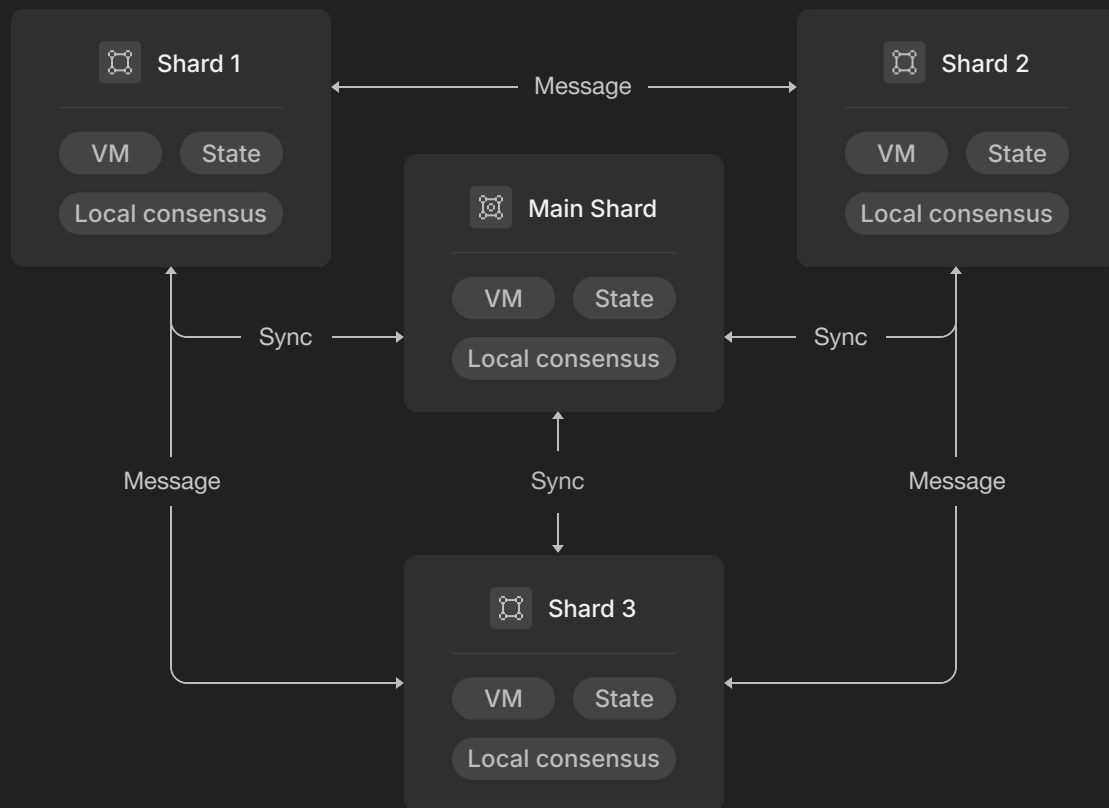 Shard 1
Message
Shard 2
VM State
Local consensus
VM State
Local consensus
Main Shard
VM State
Local consensus
Sync
Sync
Message
Sync
Message
Shard 3
VM State
Local consensus